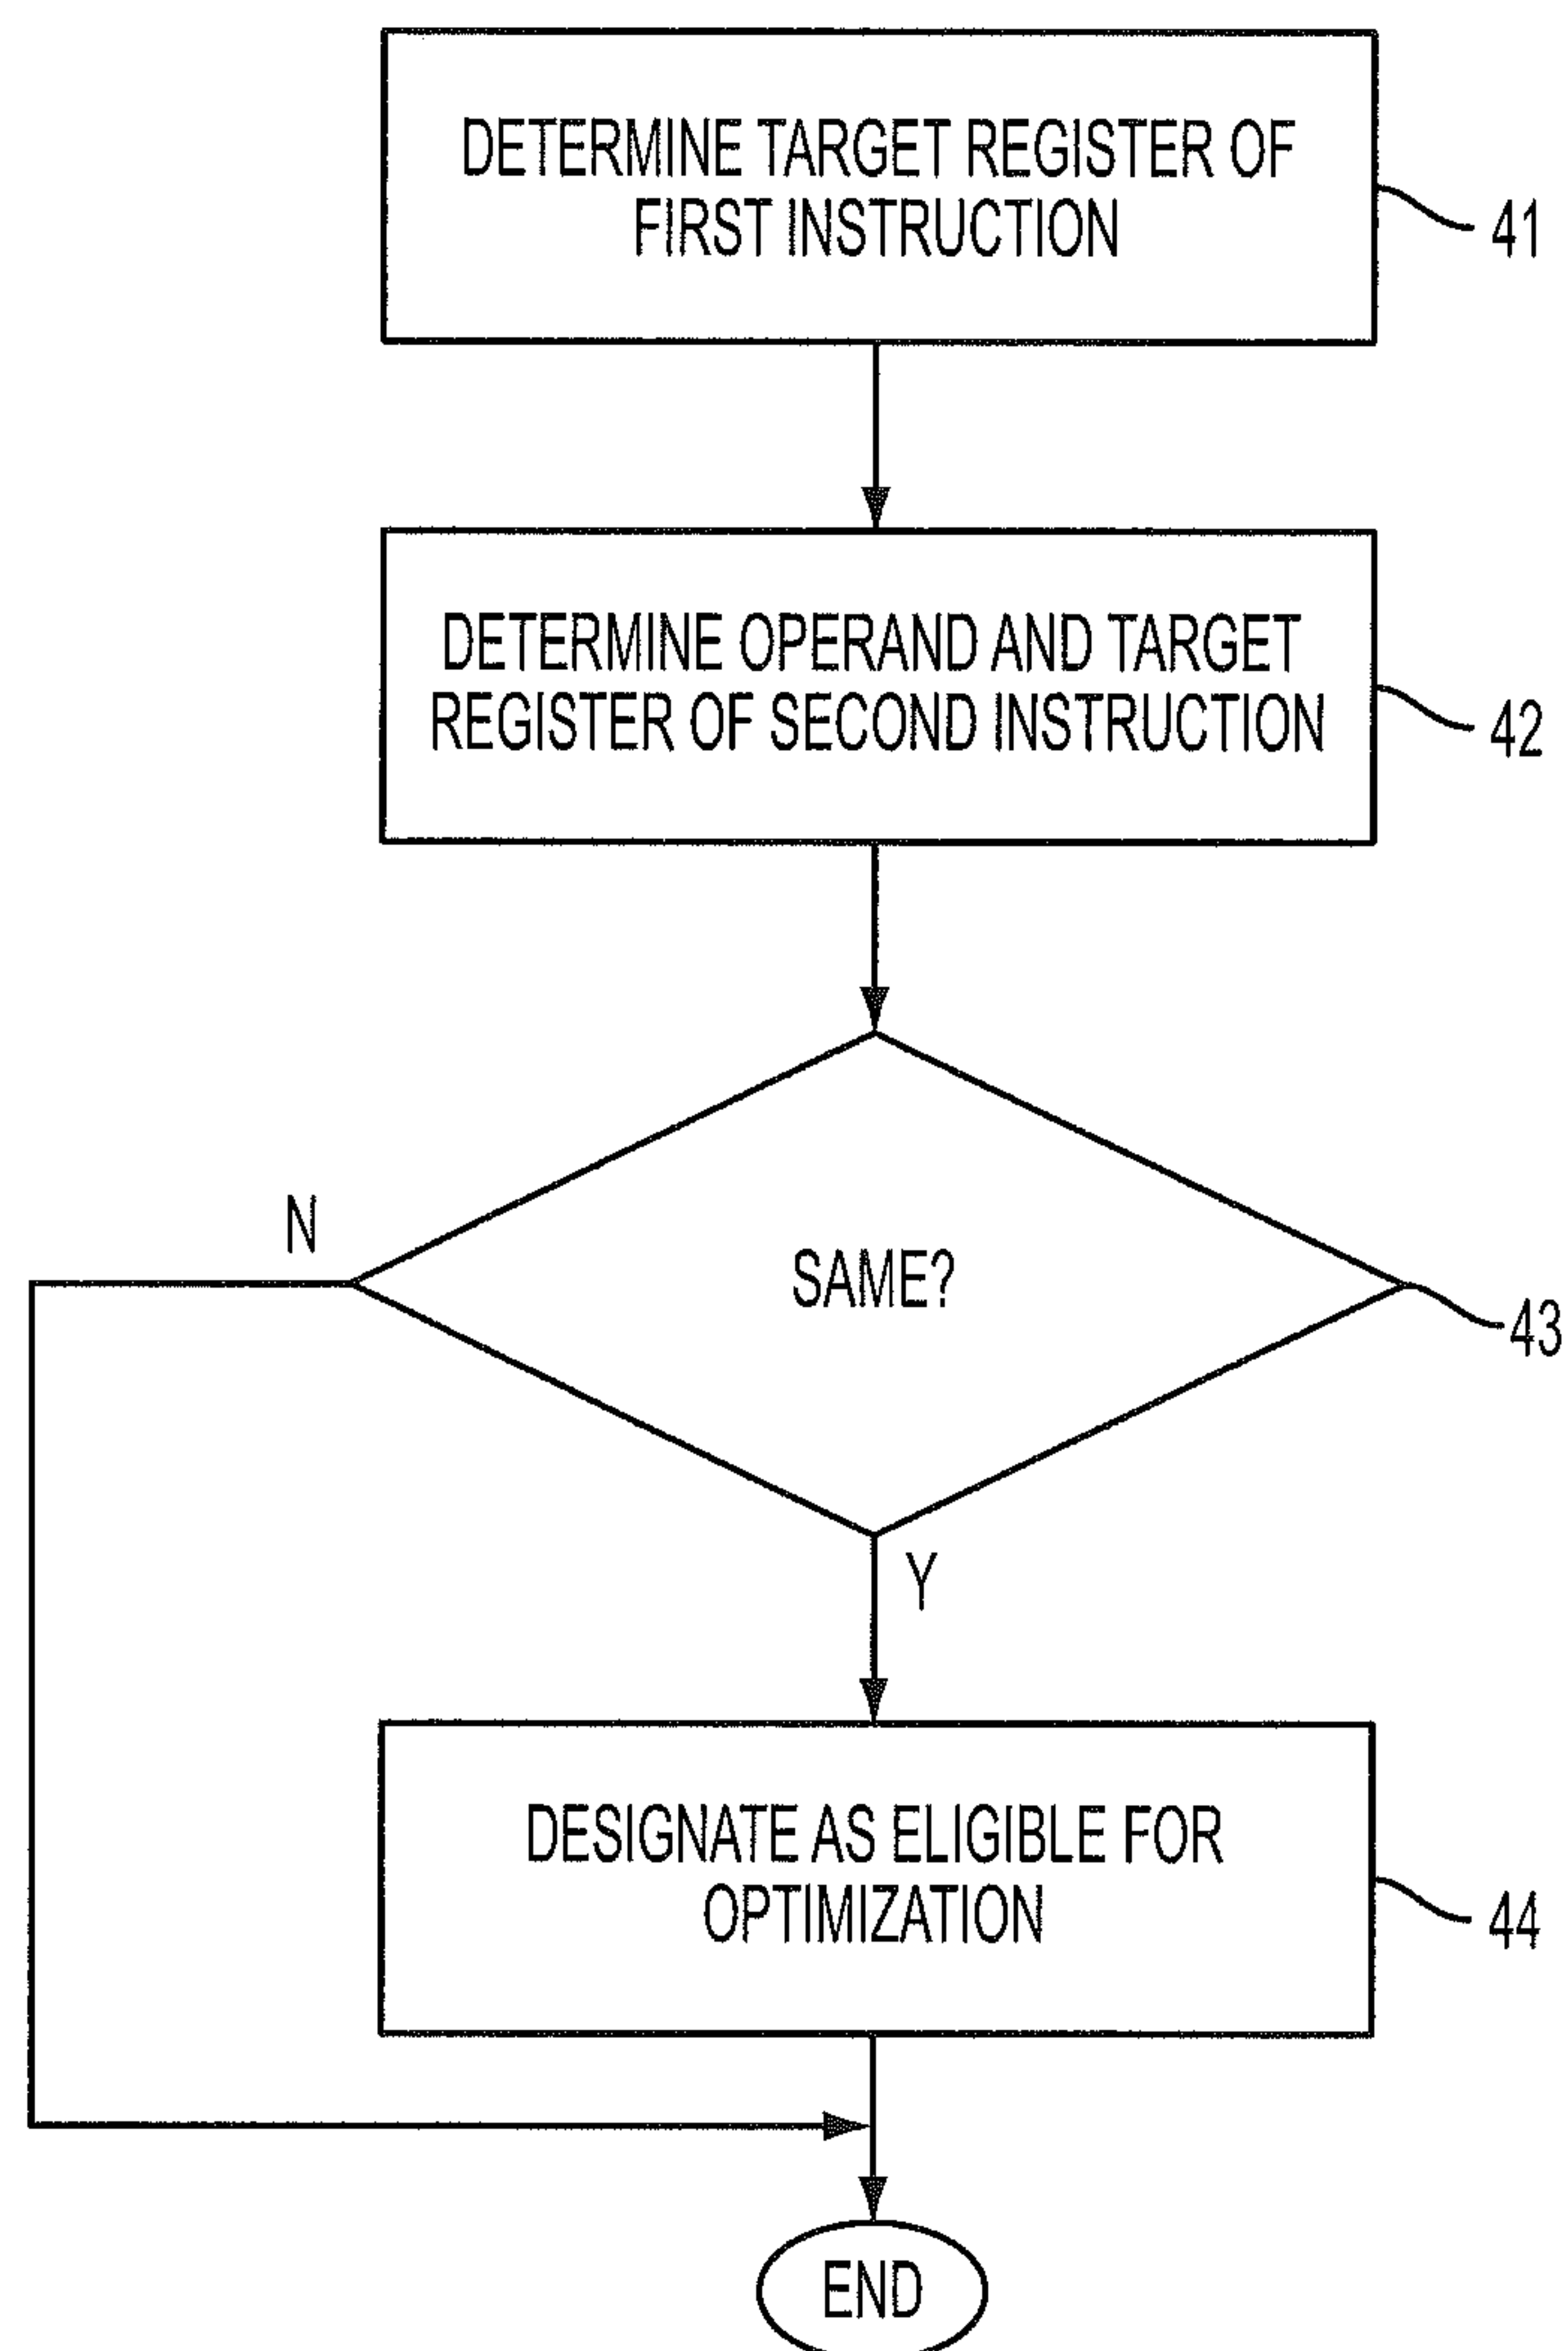 DETERMINE TARGET REGISTER OF
FIRST INSTRUCTION
41
DETERMINE OPERAND AND TARGET
REGISTER OF SECOND INSTRUCTION
42
N
SAME?
43
Y
DESIGNATE AS ELIGIBLE FOR
OPTIMIZATION
44
END